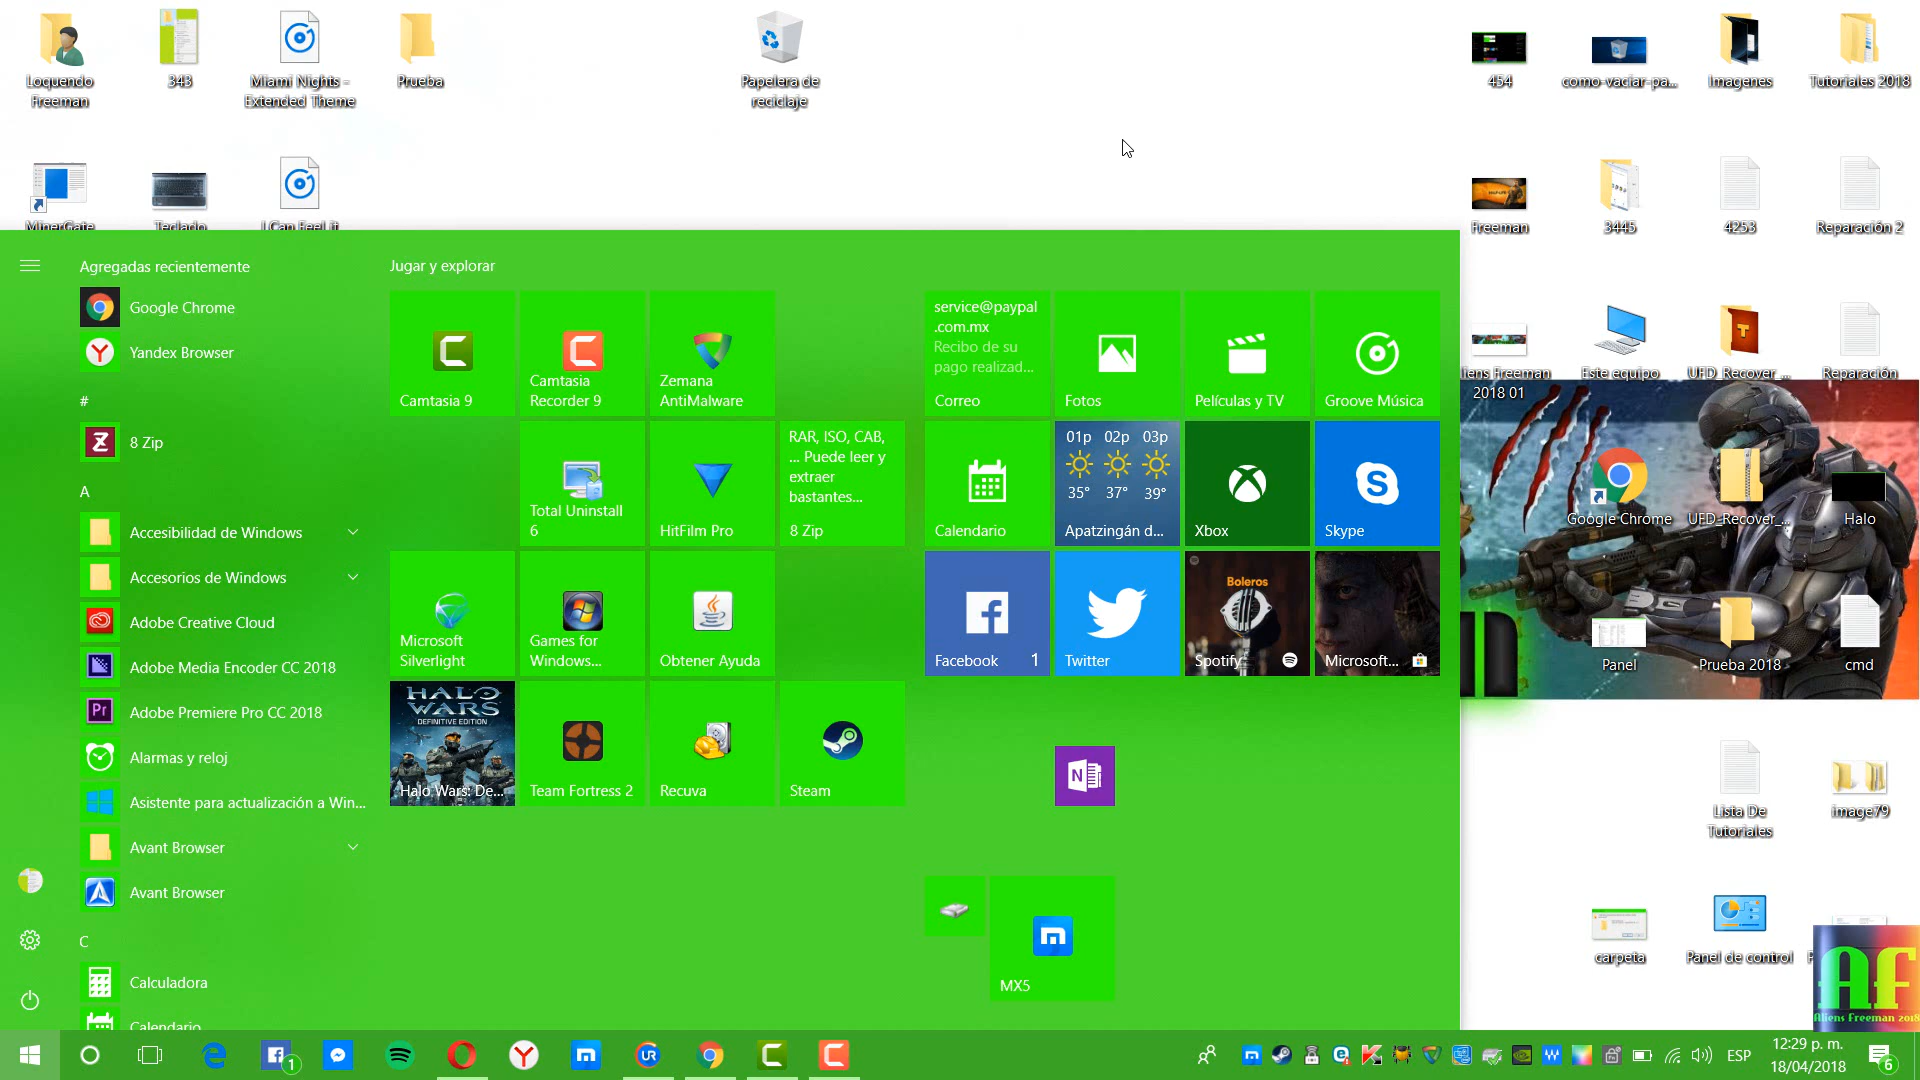 Loquendo
Freeman
343
Miami Nights -
Extended Theme
Prueba
Papelera de
reciclaje
454
como-vaciar-pa...
Imagenes
Tutoriales 2018
MinerGate
Teclado
I Can Feel it
Freeman
3445
4253
Reparación 2
liens Freeman
2018 01
Este equipo
UFD_Recover_...
Reparación
Google Chrome
UFD_Recover_...
Halo
Panel
Prueba 2018
cmd
Lista De
Tutoriales
image79
carpeta
Panel de control
Agregadas recientemente
Google Chrome
Yandex Browser
#
8 Zip
A
Accesibilidad de Windows
Accesorios de Windows
Adobe Creative Cloud
Adobe Media Encoder CC 2018
Adobe Premiere Pro CC 2018
Alarmas y reloj
Asistente para actualización a Win...
Avant Browser
Avant Browser
C
Calculadora
Calendario
Jugar y explorar
Camtasia 9
Camtasia
Recorder 9
Zemana
AntiMalware
Total Uninstall
6
HitFilm Pro
RAR, ISO, CAB,
... Puede leer y
extraer
bastantes...
8 Zip
Microsoft
Silverlight
Games for
Windows...
Obtener Ayuda
HALO
WARS
DEFINITIVE EDITION
Halo Wars: De...
Team Fortress 2
Recuva
Steam
service@paypal
.com.mx
Recibo de su
pago realizad...
Correo
Fotos
Películas y TV
Groove Música
Calendario
01p 02p 03p
35° 37° 39°
Apatzingán d...
Xbox
Skype
Facebook 1
Twitter
Boleros
Spotify
Microsoft...
MX5
AF
Aliens Freeman 2018
1
ESP
12:29 p. m.
18/04/2018
6